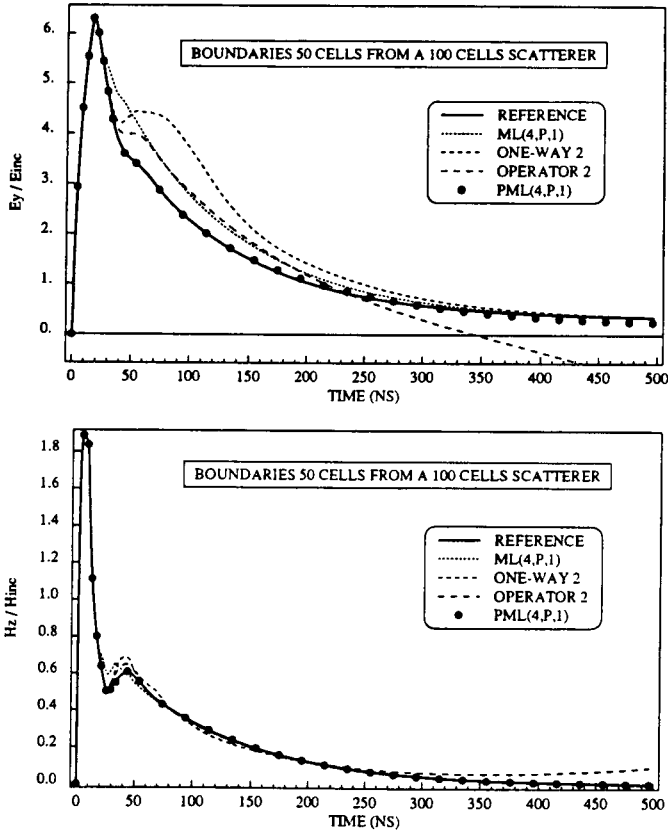 6.
5.
4.
3.
2.
1.
0.
Ey / Einc
BOUNDARIES 50 CELLS FROM A 100 CELLS SCATTERER
REFERENCE
ML(4,P,1)
ONE-WAY 2
OPERATOR 2
PML(4,P,1)
0 50 100 150 200 250 300 350 400 450 500
TIME (NS)
1.8
1.6
1.4
1.2
1.0
0.8
0.6
0.4
0.2
0.0
Hz / Hinc
BOUNDARIES 50 CELLS FROM A 100 CELLS SCATTERER
REFERENCE
ML(4,P,1)
ONE-WAY 2
OPERATOR 2
PML(4,P,1)
0 50 100 150 200 250 300 350 400 450 500
TIME (NS)